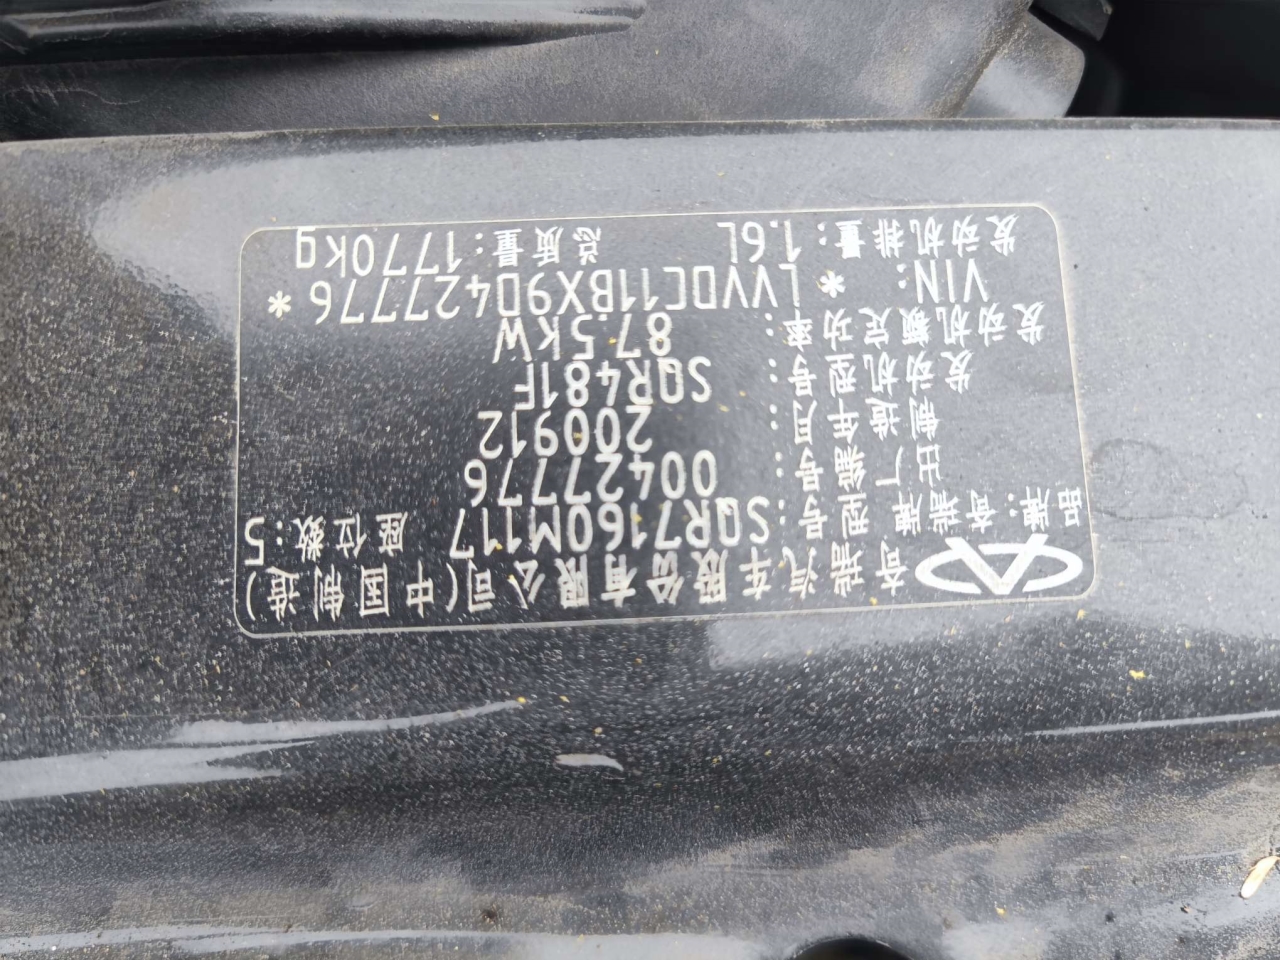 奇瑞汽车股份有限公司(中国制造)
品牌:奇瑞牌 型号:SQR7160M117 座位数:5
出厂编号: 00427776
制造年月: 200912
发动机型号: SQR481F
发动机额定功率: 87.5kW
VIN: *LVVDC11BX9D427776*
发动机排量:1.6L 总质量:1770kg